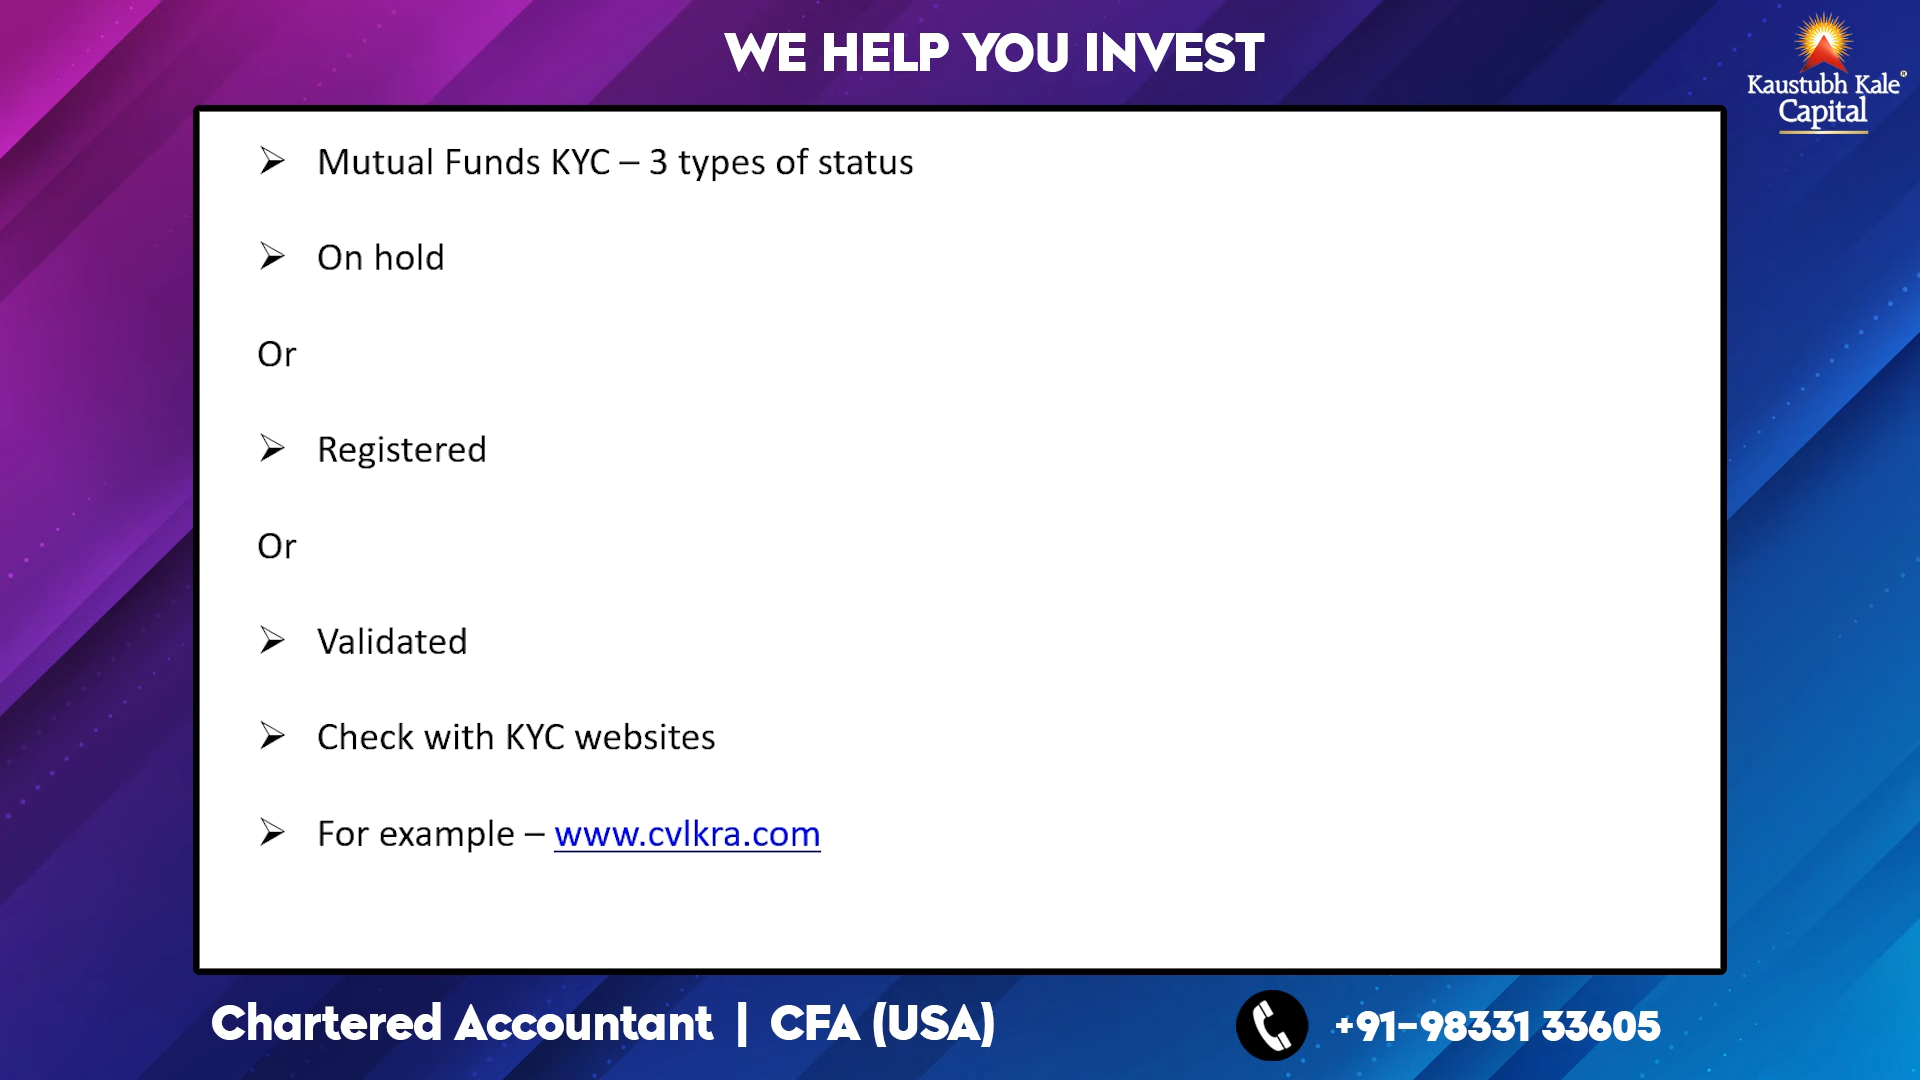 WE HELP YOU INVEST
Kaustubh Kale®
Capital
➢ Mutual Funds KYC – 3 types of status
➢ On hold
Or
➢ Registered
Or
➢ Validated
➢ Check with KYC websites
➢ For example – www.cvlkra.com
Chartered Accountant | CFA (USA)
+91-98331 33605